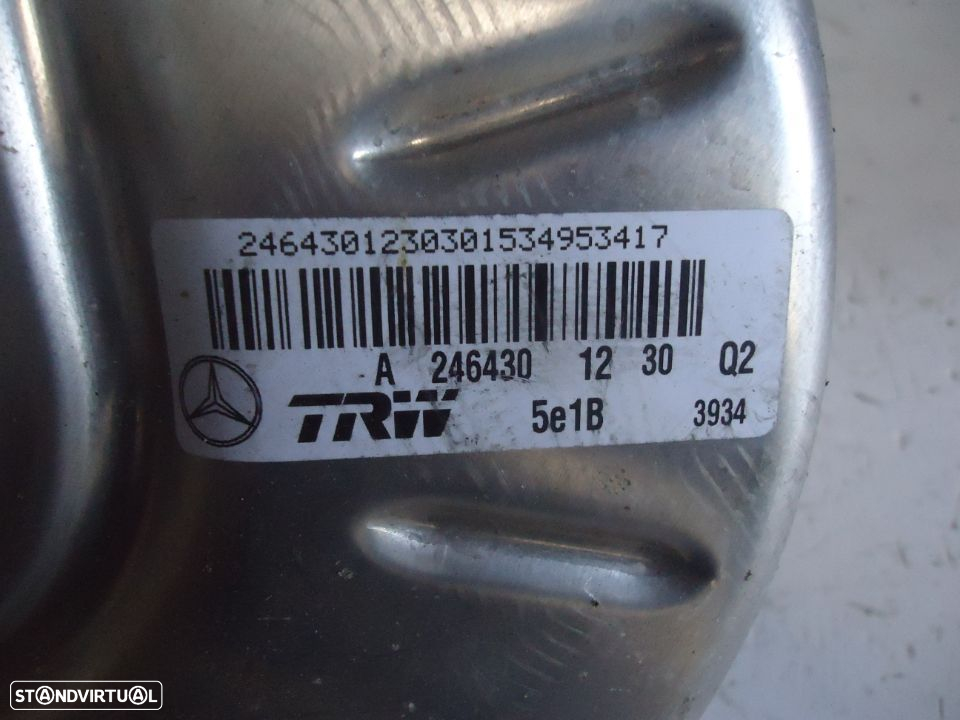 2464301230301534953417
A 246430 12 30 Q2
TRW 5e1B 3934
STANDVIRTUAL